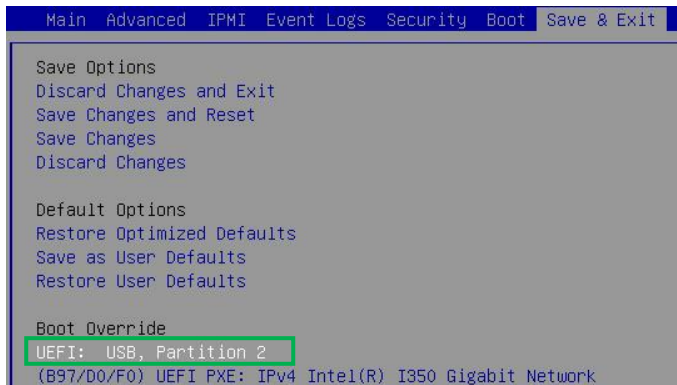 Main Advanced IPMI Event Logs Security Boot Save & Exit
Save Options
Discard Changes and Exit
Save Changes and Reset
Save Changes
Discard Changes
Default Options
Restore Optimized Defaults
Save as User Defaults
Restore User Defaults
Boot Override
UEFI: USB, Partition 2
(B97/D0/F0) UEFI PXE: IPv4 Intel(R) I350 Gigabit Network